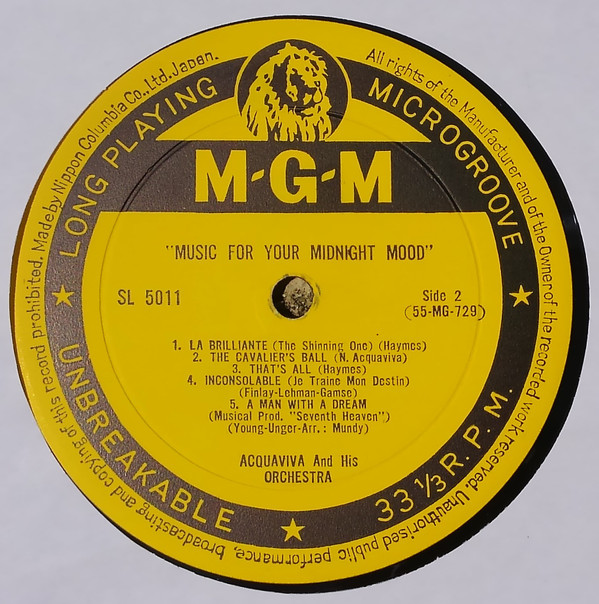 Made by Nippon Columbia Co., Ltd. Japan. All rights of the Manufacturer and of the Owner of the recorded work reserved. Unauthorised public performance, broadcasting and copying of this record prohibited.
LONG PLAYING MICROGROOVE
M-G-M
"MUSIC FOR YOUR MIDNIGHT MOOD"
SL 5011
Side 2
(55-MG-729)
1. LA BRILLIANTE (The Shinning One) (Haymes)
2. THE CAVALIER'S BALL (N. Acquaviva)
3. THAT'S ALL (Haymes)
4. INCONSOLABLE (Je Traine Mon Destin)
(Finlay-Lehman-Gamse)
5. A MAN WITH A DREAM
(Musical Prod. "Seventh Heaven")
(Young-Unger-Arr.: Mundy)
ACQUAVIVA And His
ORCHESTRA
UNBREAKABLE
33 1/3 R.P.M.